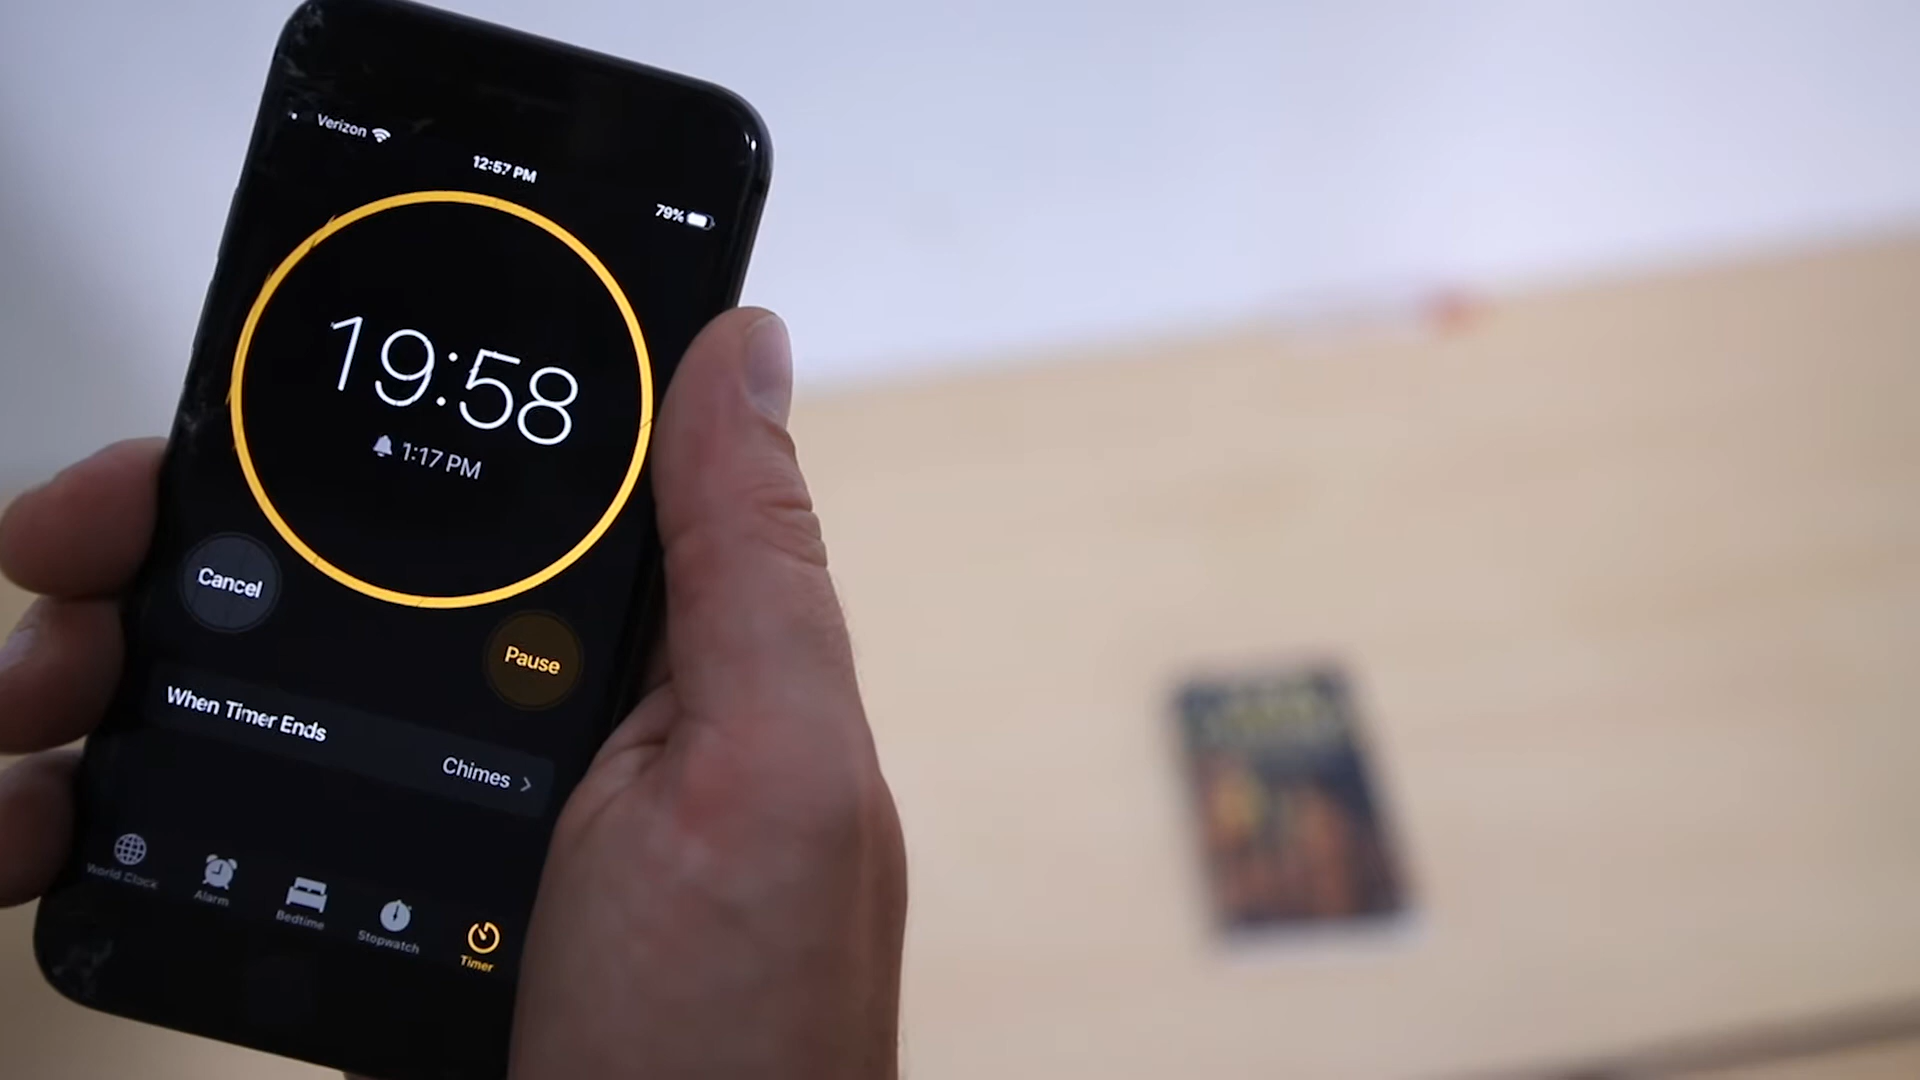 Verizon
12:57 PM
79%
19:58
1:17 PM
Cancel
Pause
When Timer Ends
Chimes
World Clock
Alarm
Bedtime
Stopwatch
Timer